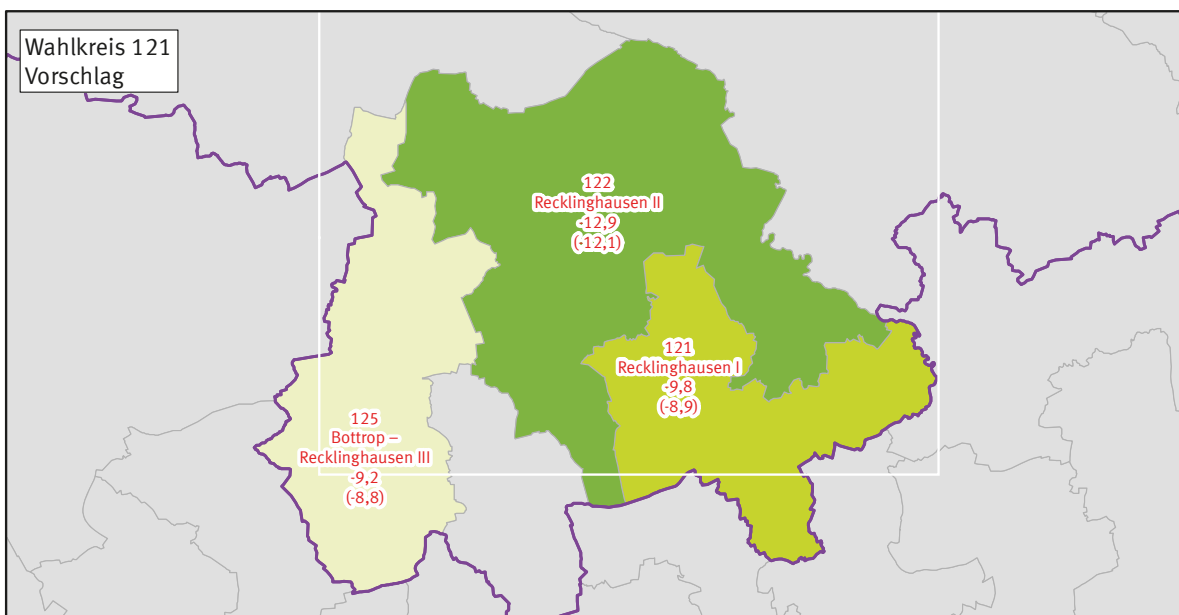 Wahlkreis 121
Vorschlag
122
Recklinghausen II
-12,9
(-12,1)
121
Recklinghausen I
-9,8
(-8,9)
125
Bottrop –
Recklinghausen III
-9,2
(-8,8)